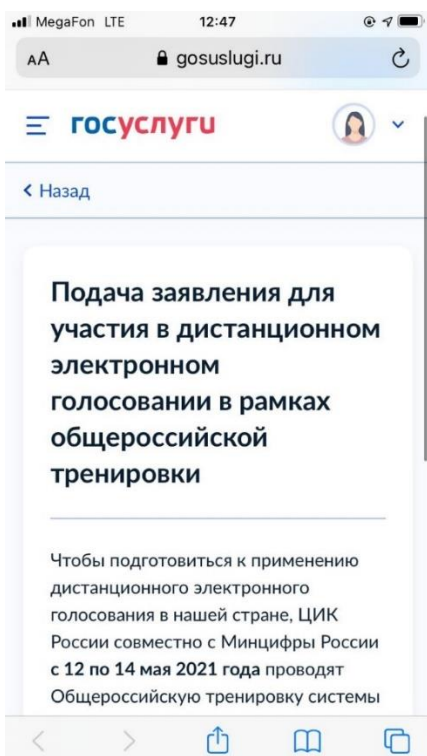 MegaFon LTE 12:47
AA gosuslugi.ru
госуслуги
Назад
Подача заявления для
участия в дистанционном
электронном
голосовании в рамках
общероссийской
тренировки
Чтобы подготовиться к применению
дистанционного электронного
голосования в нашей стране, ЦИК
России совместно с Минцифры России
с 12 по 14 мая 2021 года проводят
Общероссийскую тренировку системы